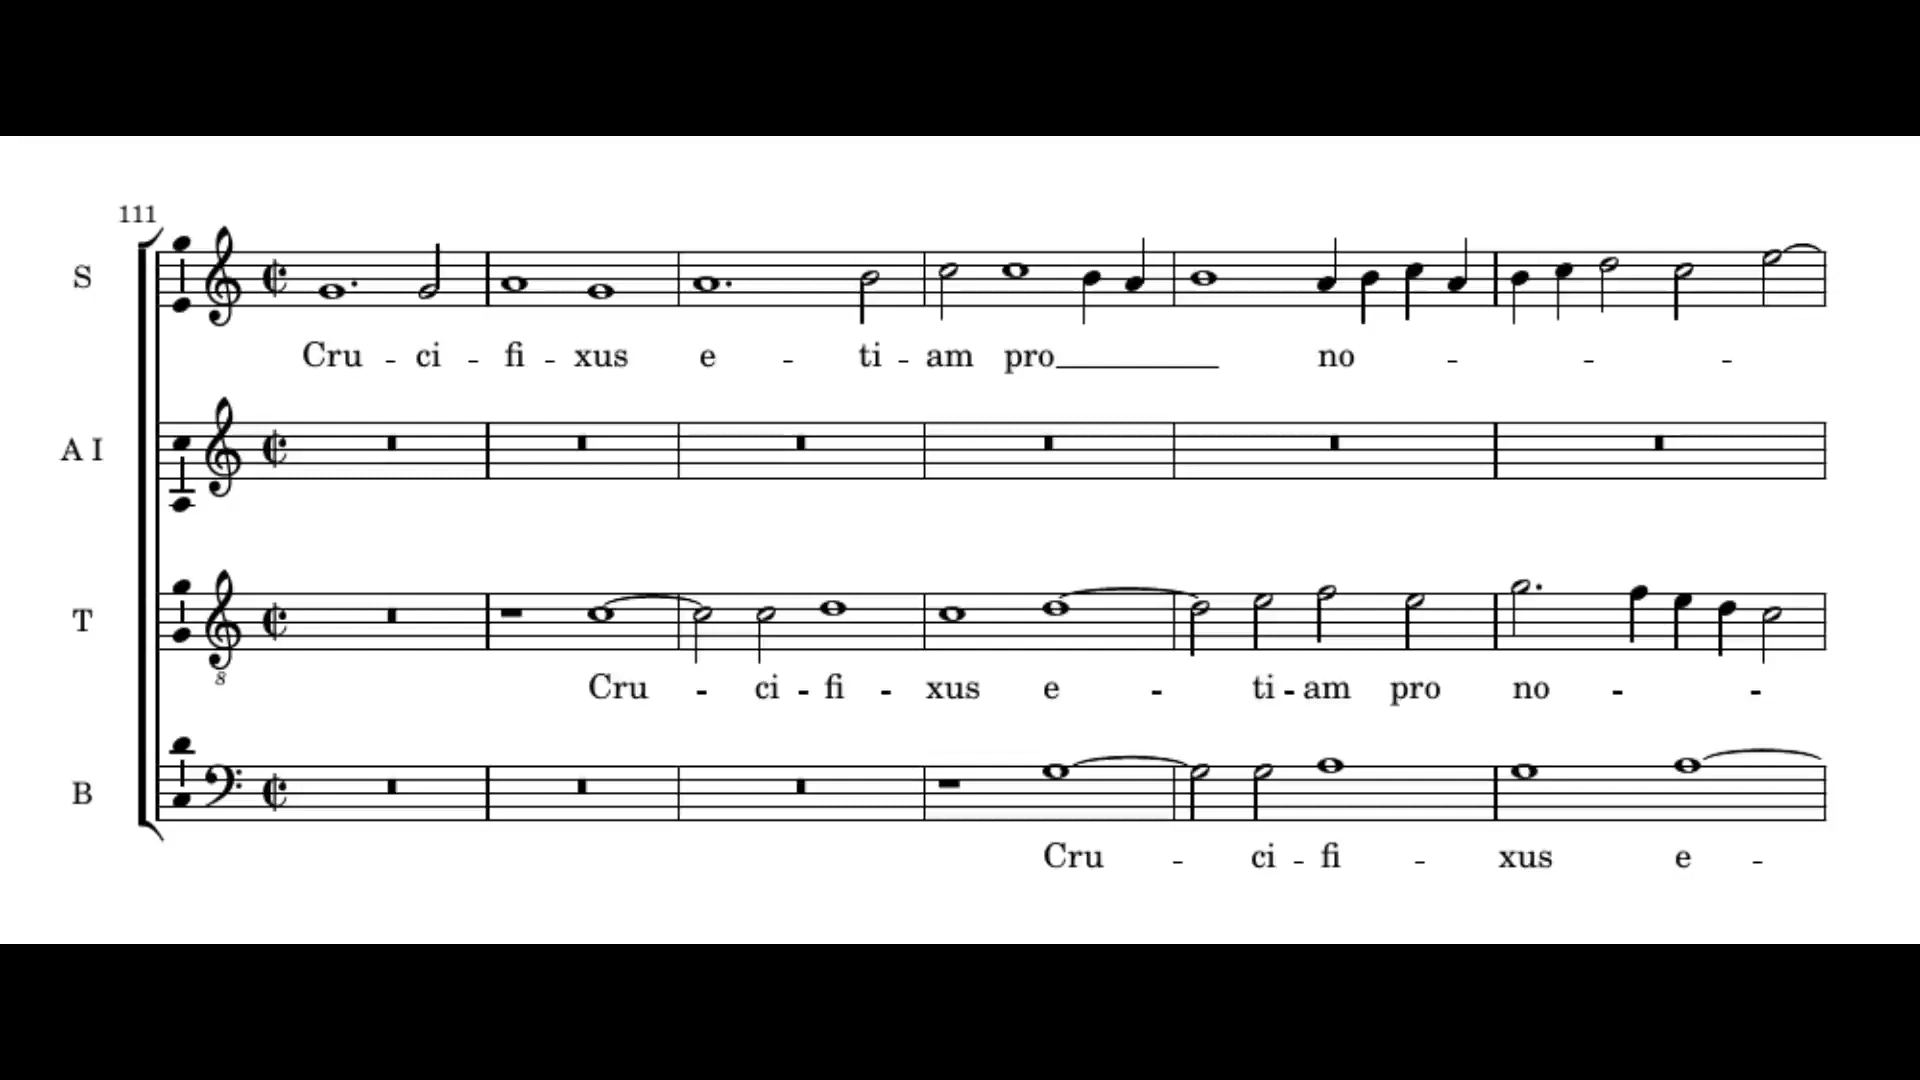 111
S
Cru - ci - fi - xus e - ti - am pro no - - - -
A I
T
8
Cru - ci - fi - xus e - ti - am pro no - -
B
Cru - ci - fi - xus e -